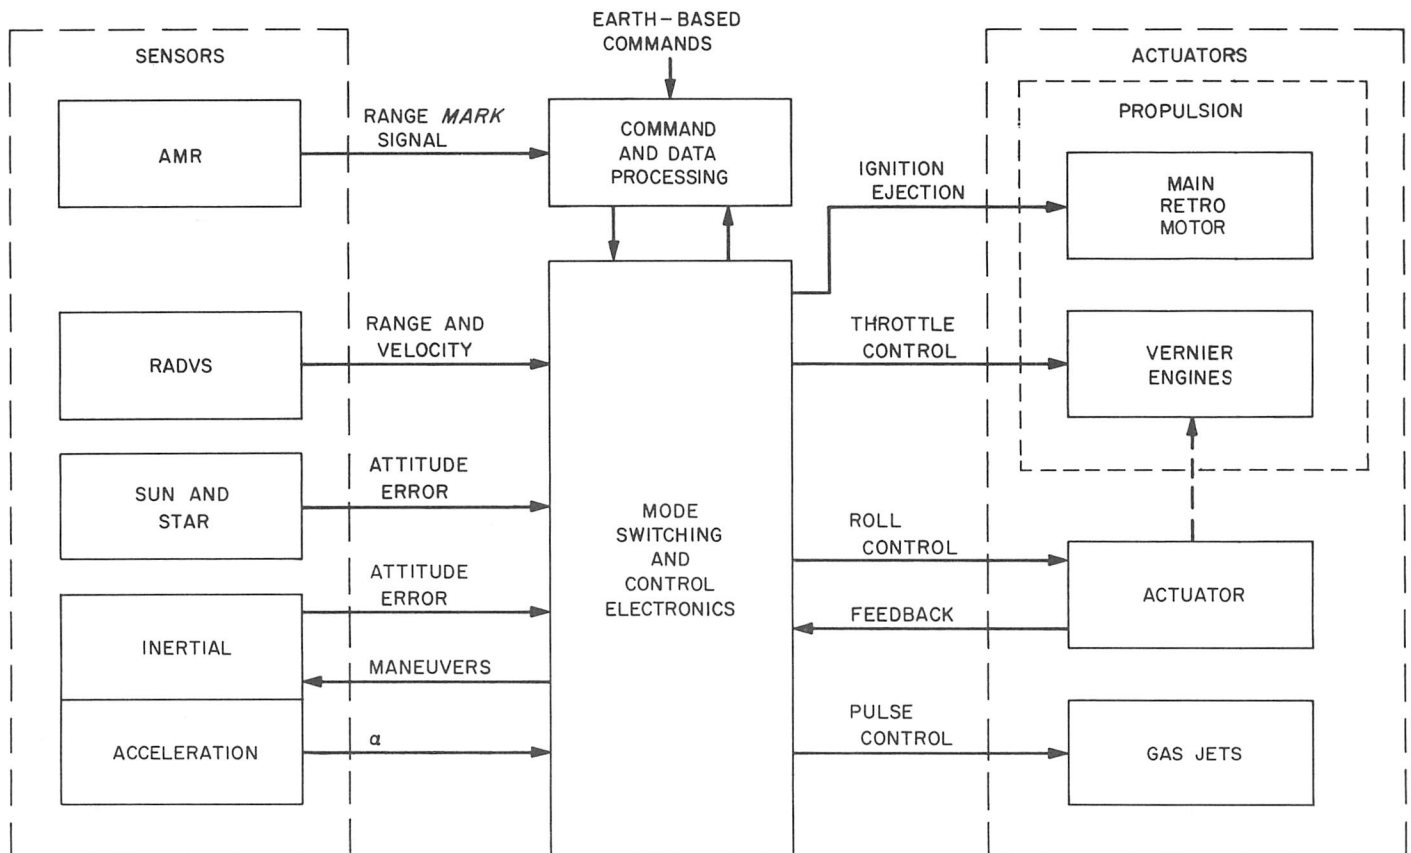 EARTH-BASED
COMMANDS
SENSORS
AMR
RANGE MARK
SIGNAL
COMMAND
AND DATA
PROCESSING
RADVS
RANGE AND
VELOCITY
SUN AND
STAR
ATTITUDE
ERROR
INERTIAL
ATTITUDE
ERROR
MANEUVERS
ACCELERATION
α
MODE
SWITCHING
AND
CONTROL
ELECTRONICS
ACTUATORS
PROPULSION
IGNITION
EJECTION
MAIN
RETRO
MOTOR
THROTTLE
CONTROL
VERNIER
ENGINES
ROLL
CONTROL
FEEDBACK
ACTUATOR
PULSE
CONTROL
GAS JETS